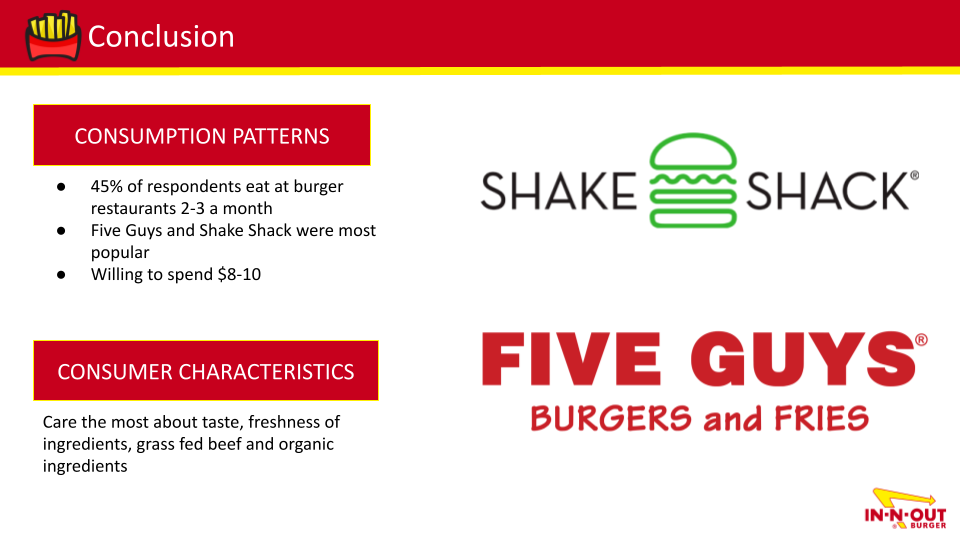 Conclusion
CONSUMPTION PATTERNS
● 45% of respondents eat at burger
restaurants 2-3 a month
● Five Guys and Shake Shack were most
popular
● Willing to spend $8-10
CONSUMER CHARACTERISTICS
Care the most about taste, freshness of
ingredients, grass fed beef and organic
ingredients
SHAKE SHACK®
FIVE GUYS®
BURGERS and FRIES
IN-N-OUT
® BURGER